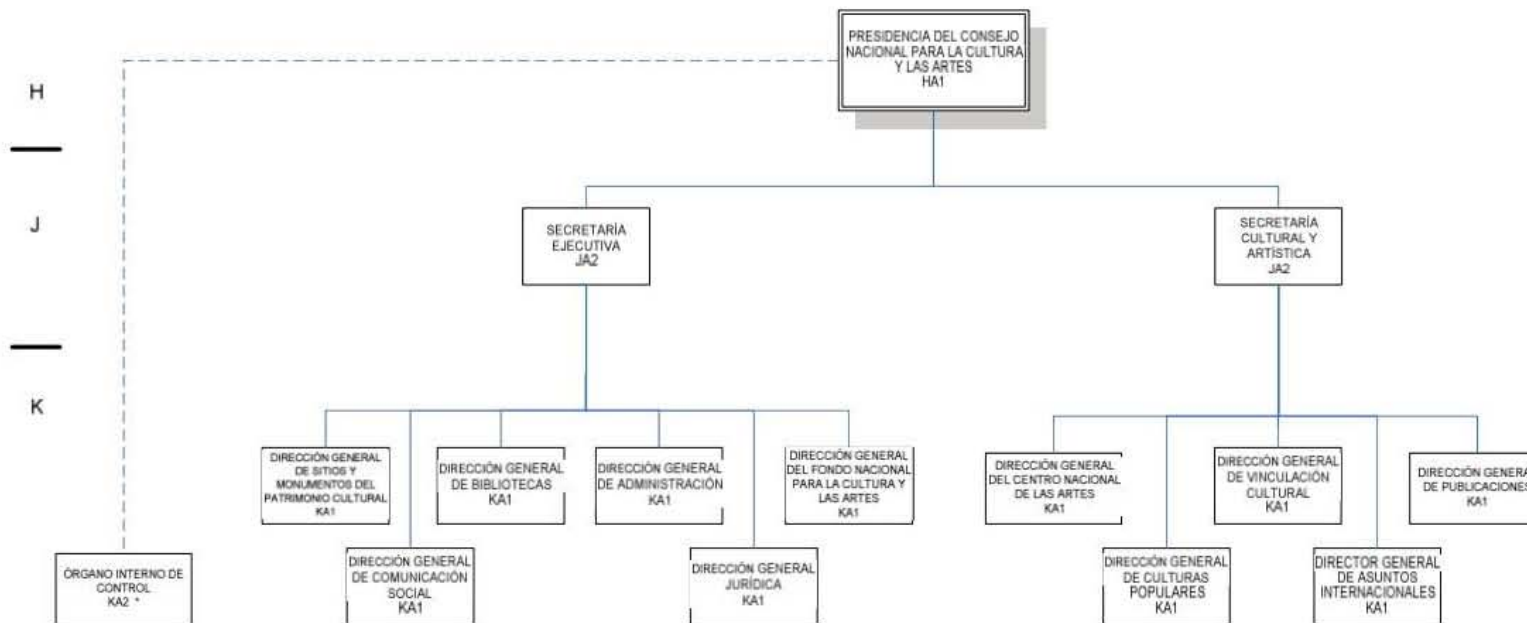 PRESIDENCIA DEL CONSEJO
NACIONAL PARA LA CULTURA
Y LAS ARTES
HA1
H
J
SECRETARÍA
EJECUTIVA
JA2
SECRETARÍA
CULTURAL Y
ARTÍSTICA
JA2
K
DIRECCIÓN GENERAL
DE SITIOS Y
MONUMENTOS DEL
PATRIMONIO CULTURAL
KA1
DIRECCIÓN GENERAL
DE BIBLIOTECAS
KA1
DIRECCIÓN GENERAL
DE ADMINISTRACIÓN
KA1
DIRECCIÓN GENERAL
DEL FONDO NACIONAL
PARA LA CULTURA Y
LAS ARTES
KA1
DIRECCIÓN GENERAL
DEL CENTRO NACIONAL
DE LAS ARTES
KA1
DIRECCIÓN GENERAL
DE VINCULACIÓN
CULTURAL
KA1
DIRECCIÓN GENERAL
DE PUBLICACIONES
KA1
ÓRGANO INTERNO DE
CONTROL
KA2 *
DIRECCIÓN GENERAL
DE COMUNICACIÓN
SOCIAL
KA1
DIRECCIÓN GENERAL
JURÍDICA
KA1
DIRECCIÓN GENERAL
DE CULTURAS
POPULARES
KA1
DIRECTOR GENERAL
DE ASUNTOS
INTERNACIONALES
KA1